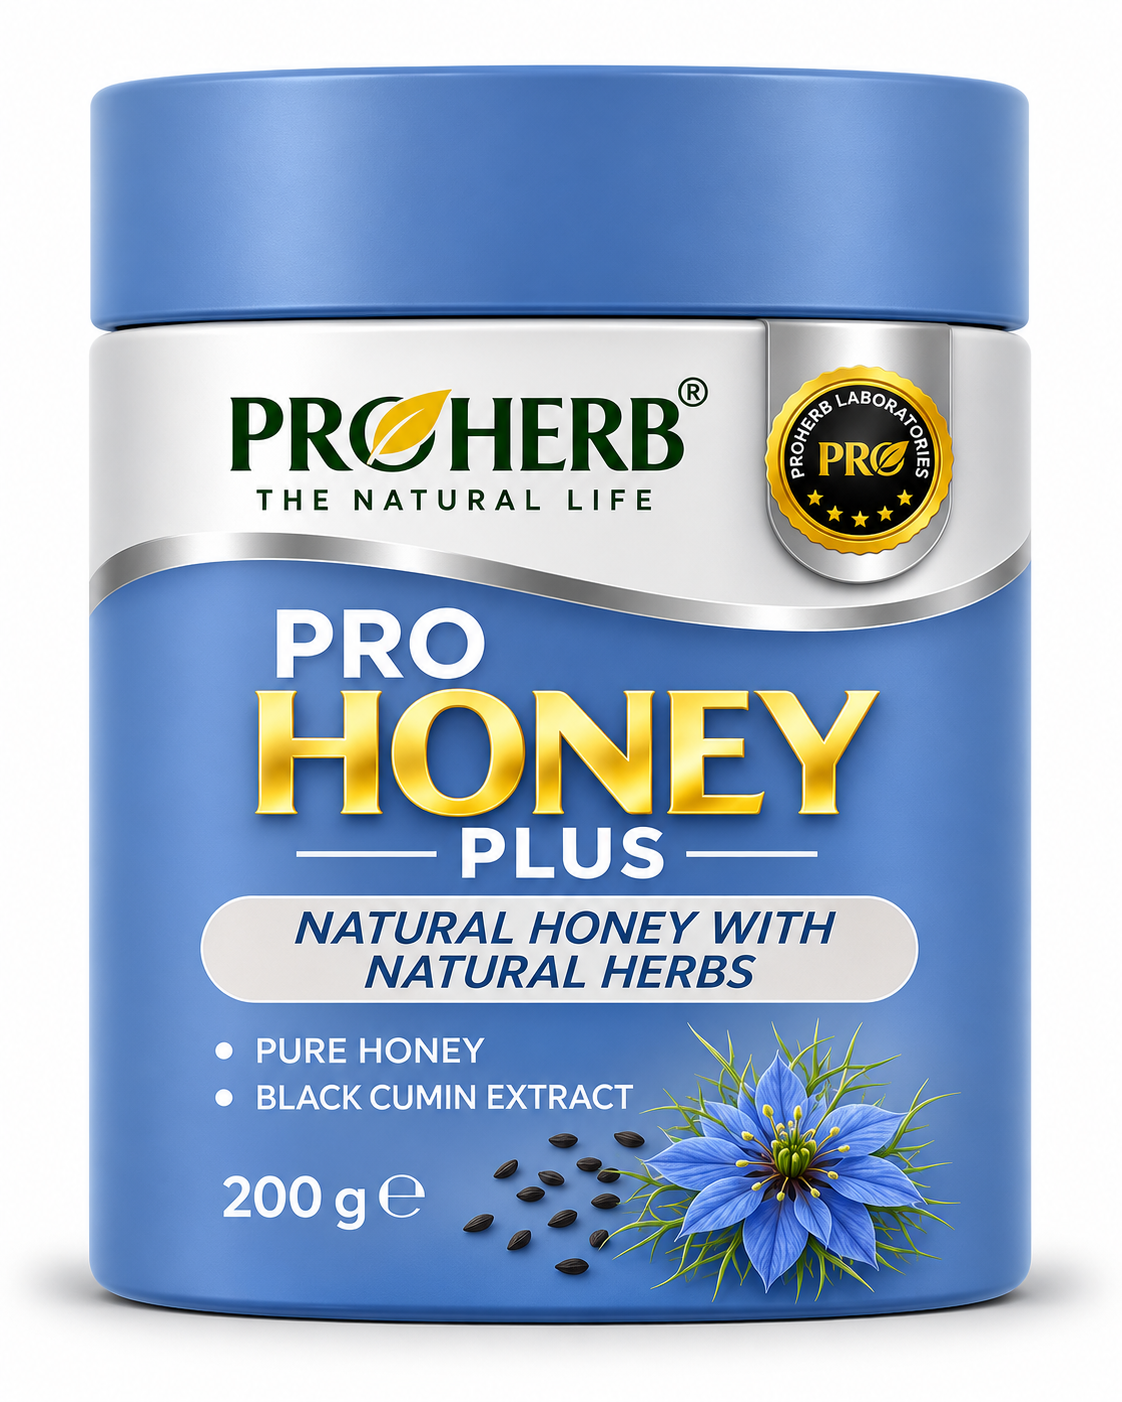 PROHERB®
THE NATURAL LIFE
PROHERB LABORATORIES
PRO
PRO
HONEY
PLUS
NATURAL HONEY WITH
NATURAL HERBS
• PURE HONEY
• BLACK CUMIN EXTRACT
200 g ℮